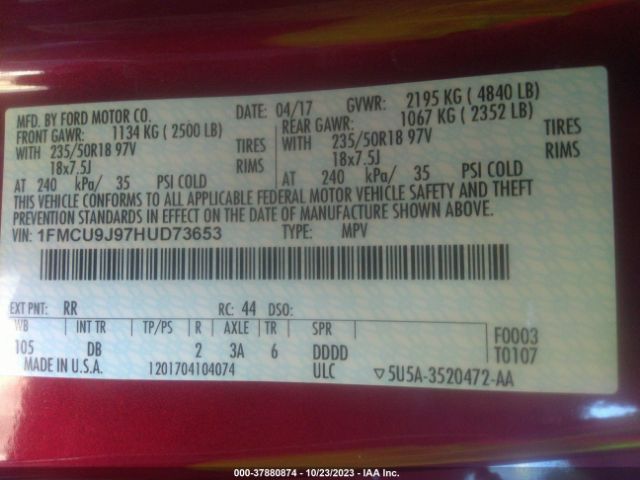 MFD. BY FORD MOTOR CO. DATE: 04/17 GVWR: 2195 KG ( 4840 LB)
FRONT GAWR: 1134 KG ( 2500 LB) REAR GAWR: 1067 KG ( 2352 LB)
WITH 235/50R18 97V TIRES WITH 235/50R18 97V TIRES
18x7.5J RIMS 18x7.5J RIMS
AT 240 kPa/ 35 PSI COLD AT 240 kPa/ 35 PSI COLD
THIS VEHICLE CONFORMS TO ALL APPLICABLE FEDERAL MOTOR VEHICLE SAFETY AND THEFT
PREVENTION STANDARDS IN EFFECT ON THE DATE OF MANUFACTURE SHOWN ABOVE.
VIN: 1FMCU9J97HUD73653 TYPE: MPV
EXT PNT: RR RC: 44 DSO:
WB INT TR TP/PS R AXLE TR SPR F0003
105 DB 2 3A 6 DDDD T0107
MADE IN U.S.A. 1201704104074 ULC ▽5U5A-3520472-AA
000-37880874 - 10/23/2023 - IAA Inc.